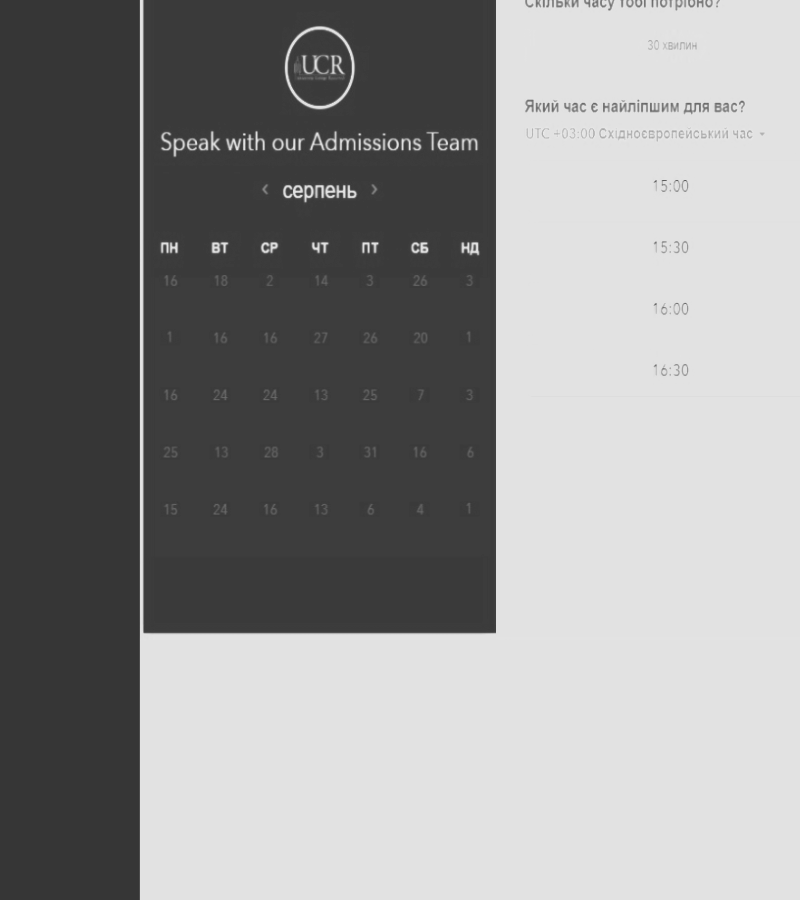 UCR
Speak with our Admissions Team
‹ серпень ›
ПН ВТ СР ЧТ ПТ СБ НД
16 18 2 14 3 26 3
1 16 16 27 26 20 1
16 24 24 13 25 7 3
25 13 28 3 31 16 6
15 24 16 13 6 4 1
Скільки часу тобі потрібно?
30 хвилин
Який час є найліпшим для вас?
UTC +03:00 Східноєвропейський час
15:00
15:30
16:00
16:30